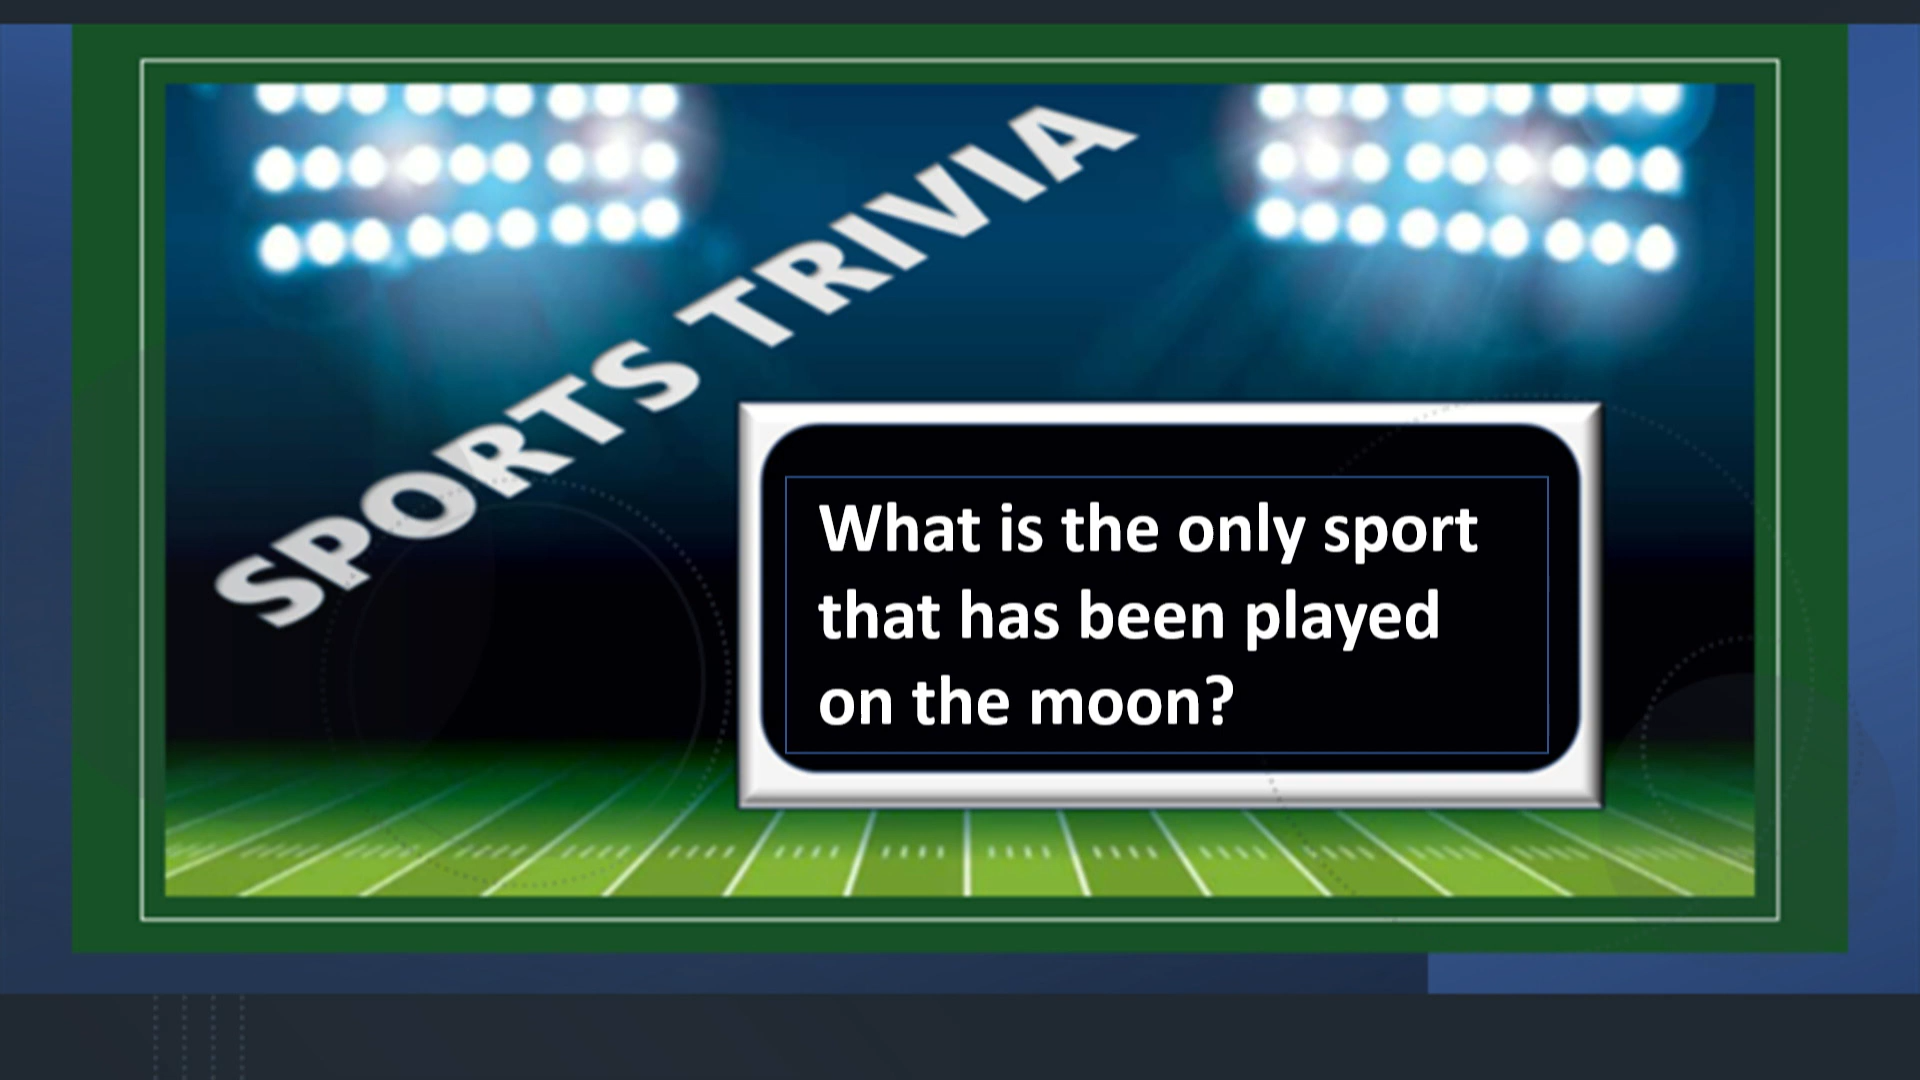 SPORTS TRIVIA
What is the only sport
that has been played
on the moon?